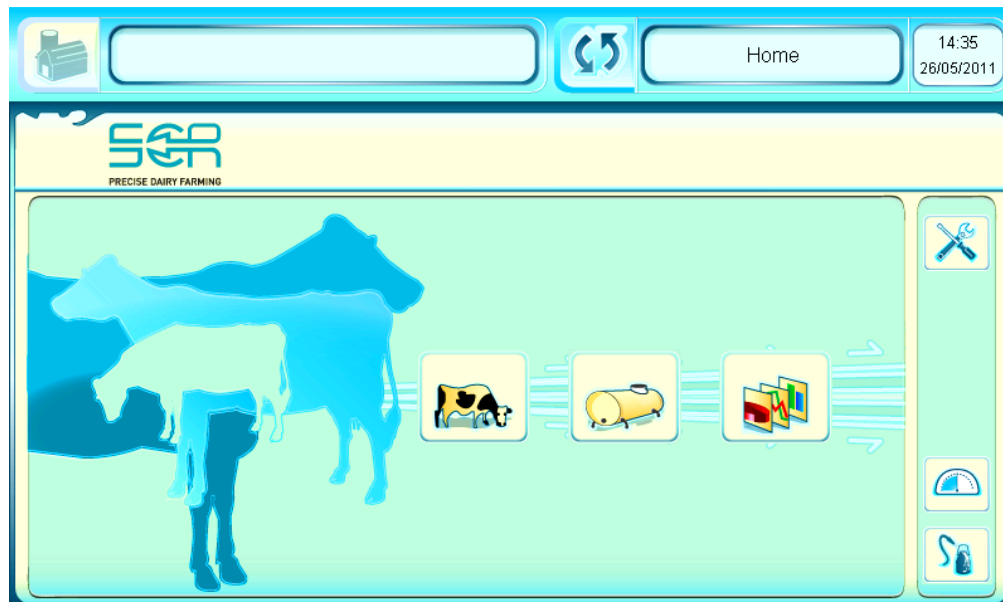 Home
14:35
26/05/2011
SCR
PRECISE DAIRY FARMING